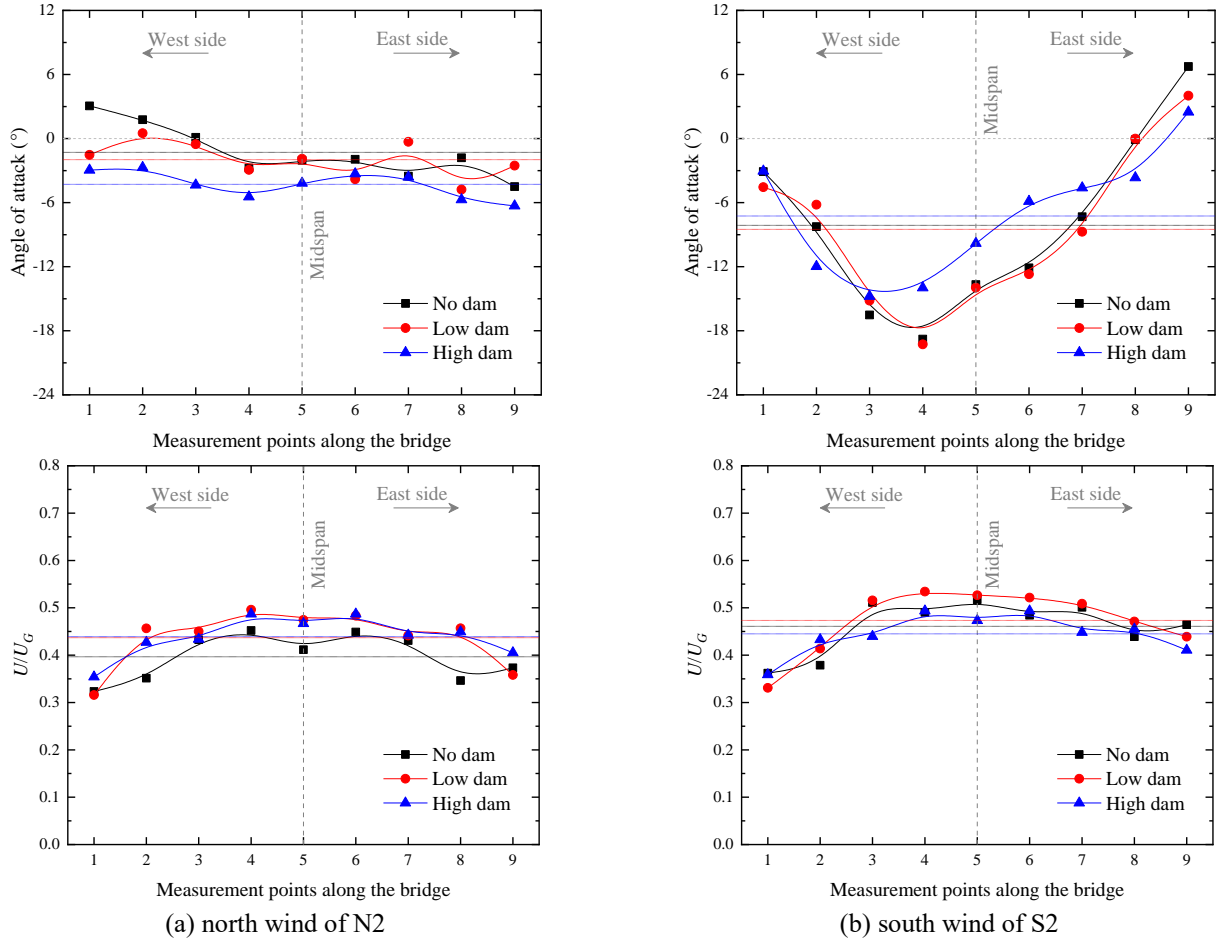 12
6
0
-6
-12
-18
-24
Angle of attack (°)
West side
East side
Midspan
No dam
Low dam
High dam
1 2 3 4 5 6 7 8 9
Measurement points along the bridge
12
6
0
-6
-12
-18
-24
Angle of attack (°)
West side
East side
Midspan
No dam
Low dam
High dam
1 2 3 4 5 6 7 8 9
Measurement points along the bridge
0.8
0.7
0.6
0.5
0.4
0.3
0.2
0.1
0.0
U/U_G
West side
East side
Midspan
No dam
Low dam
High dam
1 2 3 4 5 6 7 8 9
Measurement points along the bridge
(a) north wind of N2
0.8
0.7
0.6
0.5
0.4
0.3
0.2
0.1
0.0
U/U_G
West side
East side
Midspan
No dam
Low dam
High dam
1 2 3 4 5 6 7 8 9
Measurement points along the bridge
(b) south wind of S2